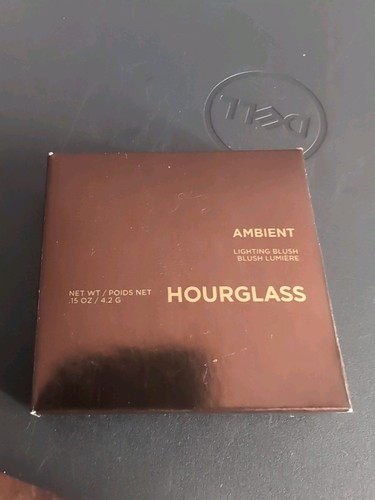 DELL
AMBIENT
LIGHTING BLUSH
BLUSH LUMIÈRE
NET WT / POIDS NET
.15 OZ / 4.2 G
HOURGLASS